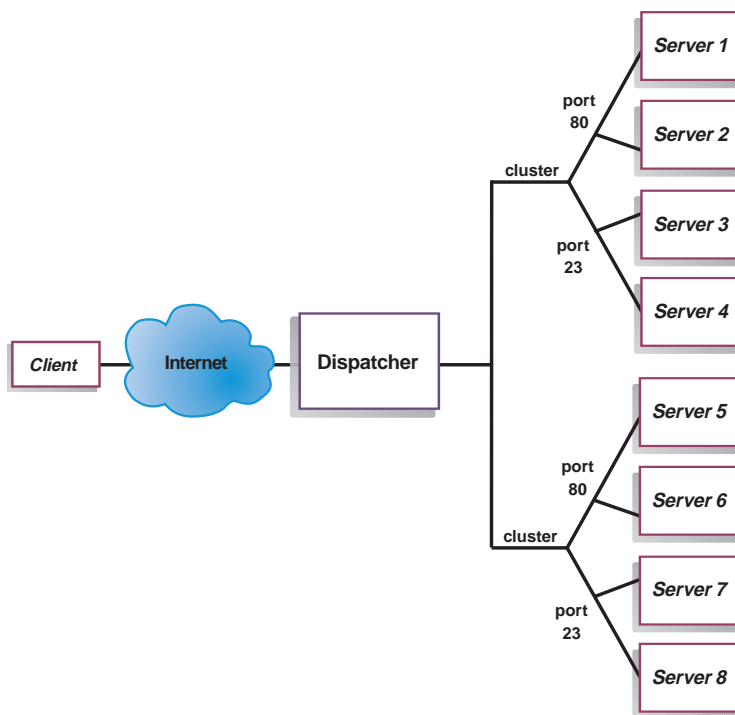 Server 1
port
80
Server 2
cluster
Server 3
port
23
Server 4
Client
Internet
Dispatcher
Server 5
port
80
Server 6
cluster
Server 7
port
23
Server 8